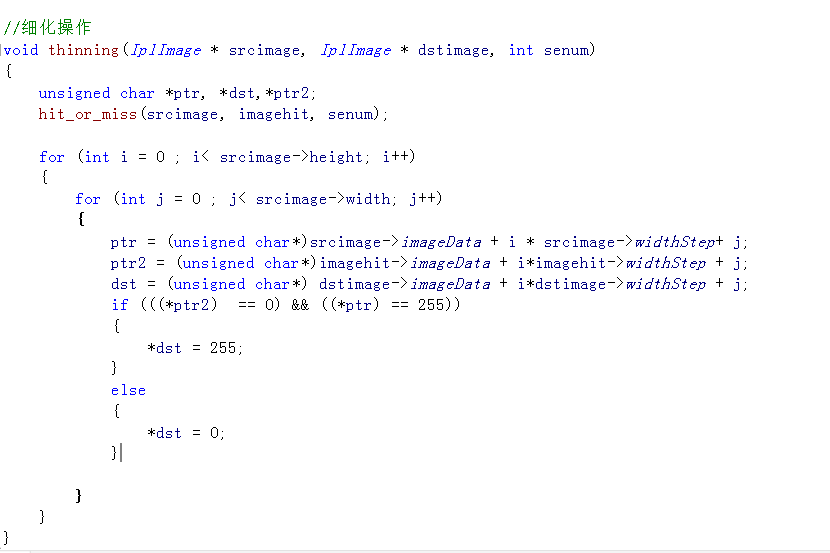 //细化操作
void thinning(IplImage * srcimage, IplImage * dstimage, int senum)
{
unsigned char *ptr, *dst,*ptr2;
hit_or_miss(srcimage, imagehit, senum);
for (int i = 0 ; i< srcimage->height; i++)
{
for (int j = 0 ; j< srcimage->width; j++)
{
ptr = (unsigned char*)srcimage->imageData + i * srcimage->widthStep+ j;
ptr2 = (unsigned char*)imagehit->imageData + i*imagehit->widthStep + j;
dst = (unsigned char*) dstimage->imageData + i*dstimage->widthStep + j;
if (((*ptr2)  == 0) && ((*ptr) == 255))
{
*dst = 255;
}
else
{
*dst = 0;
}
}
}
}